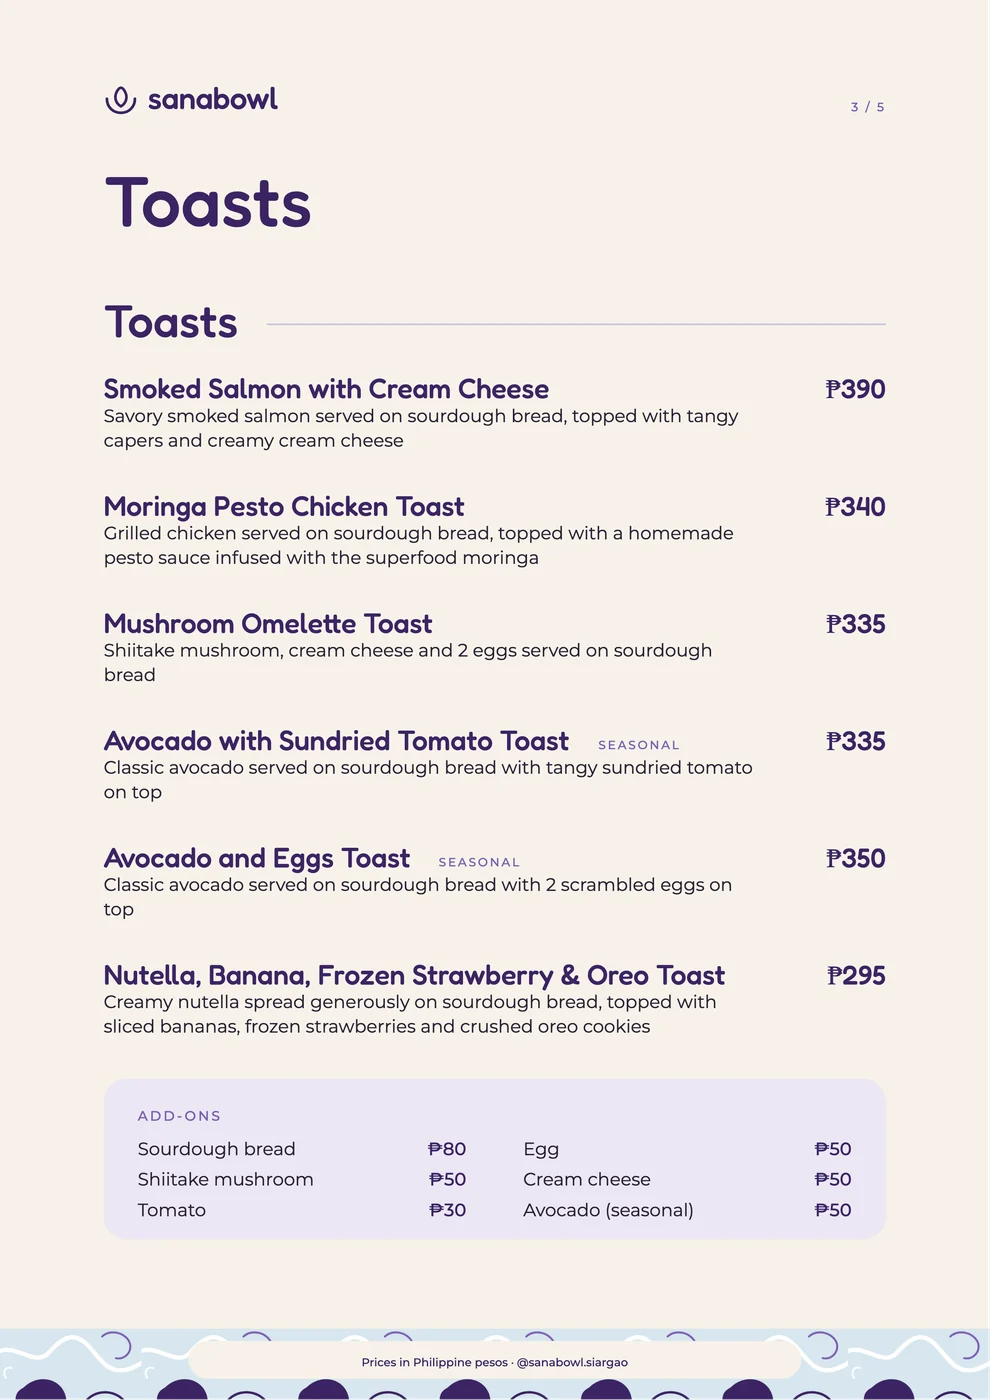 sanabowl
3 / 5
Toasts
Toasts
Smoked Salmon with Cream Cheese ₱390
Savory smoked salmon served on sourdough bread, topped with tangy
capers and creamy cream cheese
Moringa Pesto Chicken Toast ₱340
Grilled chicken served on sourdough bread, topped with a homemade
pesto sauce infused with the superfood moringa
Mushroom Omelette Toast ₱335
Shiitake mushroom, cream cheese and 2 eggs served on sourdough
bread
Avocado with Sundried Tomato Toast SEASONAL ₱335
Classic avocado served on sourdough bread with tangy sundried tomato
on top
Avocado and Eggs Toast SEASONAL ₱350
Classic avocado served on sourdough bread with 2 scrambled eggs on
top
Nutella, Banana, Frozen Strawberry & Oreo Toast ₱295
Creamy nutella spread generously on sourdough bread, topped with
sliced bananas, frozen strawberries and crushed oreo cookies
ADD-ONS
Sourdough bread ₱80 Egg ₱50
Shiitake mushroom ₱50 Cream cheese ₱50
Tomato ₱30 Avocado (seasonal) ₱50
Prices in Philippine pesos · @sanabowl.siargao